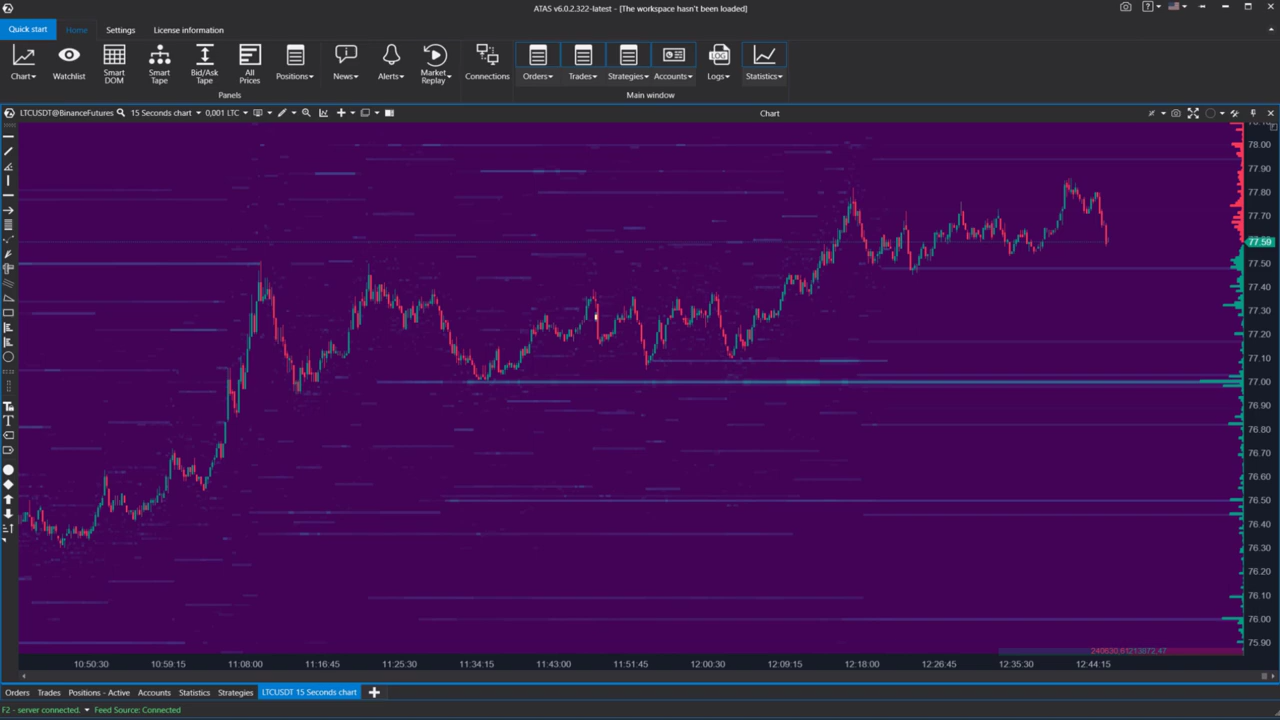 ATAS v6.0.2.322-latest - [The workspace hasn't been loaded]
Quick start Home Settings License information
Chart Watchlist Smart DOM Smart Tape Bid/Ask Tape All Prices Positions News Alerts Market Replay Connections Orders Trades Strategies Accounts Logs Statistics
LOG
Panels Main window
LTCUSDT@BinanceFutures 15 Seconds chart 0,001 LTC Chart
78.00
77.90
77.80
77.70
77.59
77.50
77.40
77.30
77.20
77.10
77.00
76.90
76.80
76.70
76.60
76.50
76.40
76.30
76.20
76.10
76.00
75.90
10:50:30 10:59:15 11:08:00 11:16:45 11:25:30 11:34:15 11:43:00 11:51:45 12:00:30 12:09:15 12:18:00 12:26:45 12:35:30 12:44:15
Orders Trades Positions - Active Accounts Statistics Strategies LTCUSDT 15 Seconds chart
F2 - server connected. Feed Source: Connected